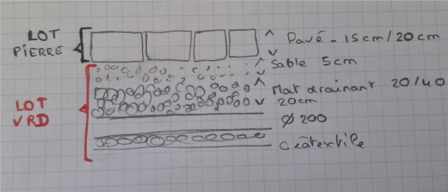 LOT
PIERRE
Pavé - 15cm/20cm
Sable 5cm
Mat drainant 20/40
20cm
LOT
VRD
Ø 200
Géotextile